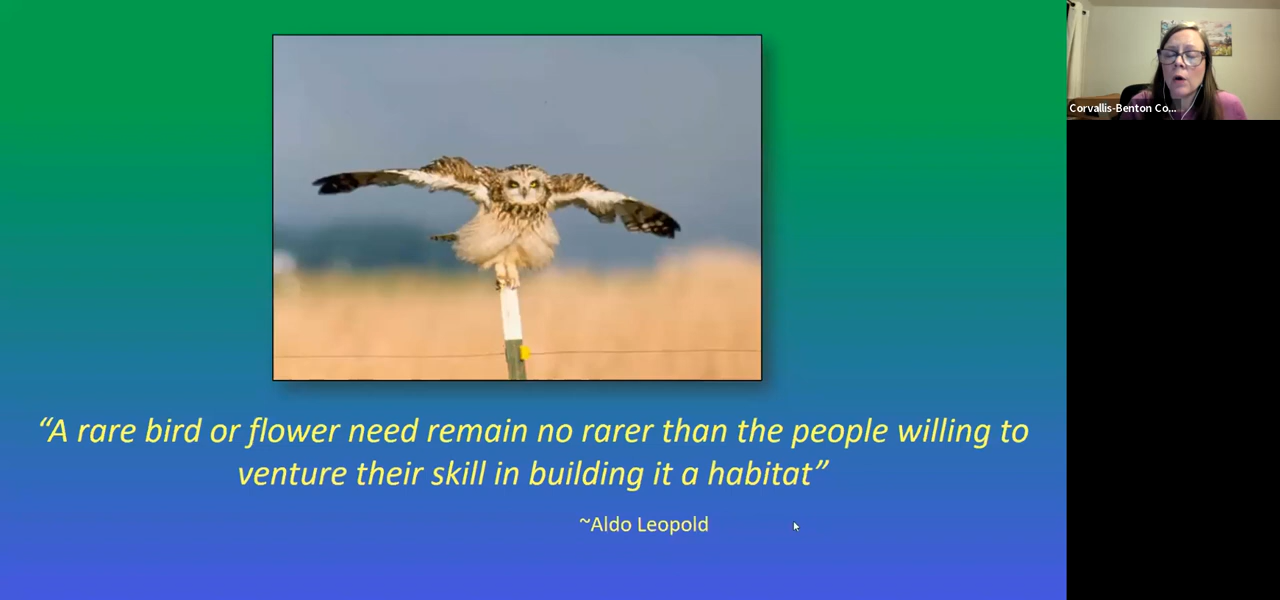 Corvallis-Benton Co...
“A rare bird or flower need remain no rarer than the people willing to
venture their skill in building it a habitat”
~Aldo Leopold